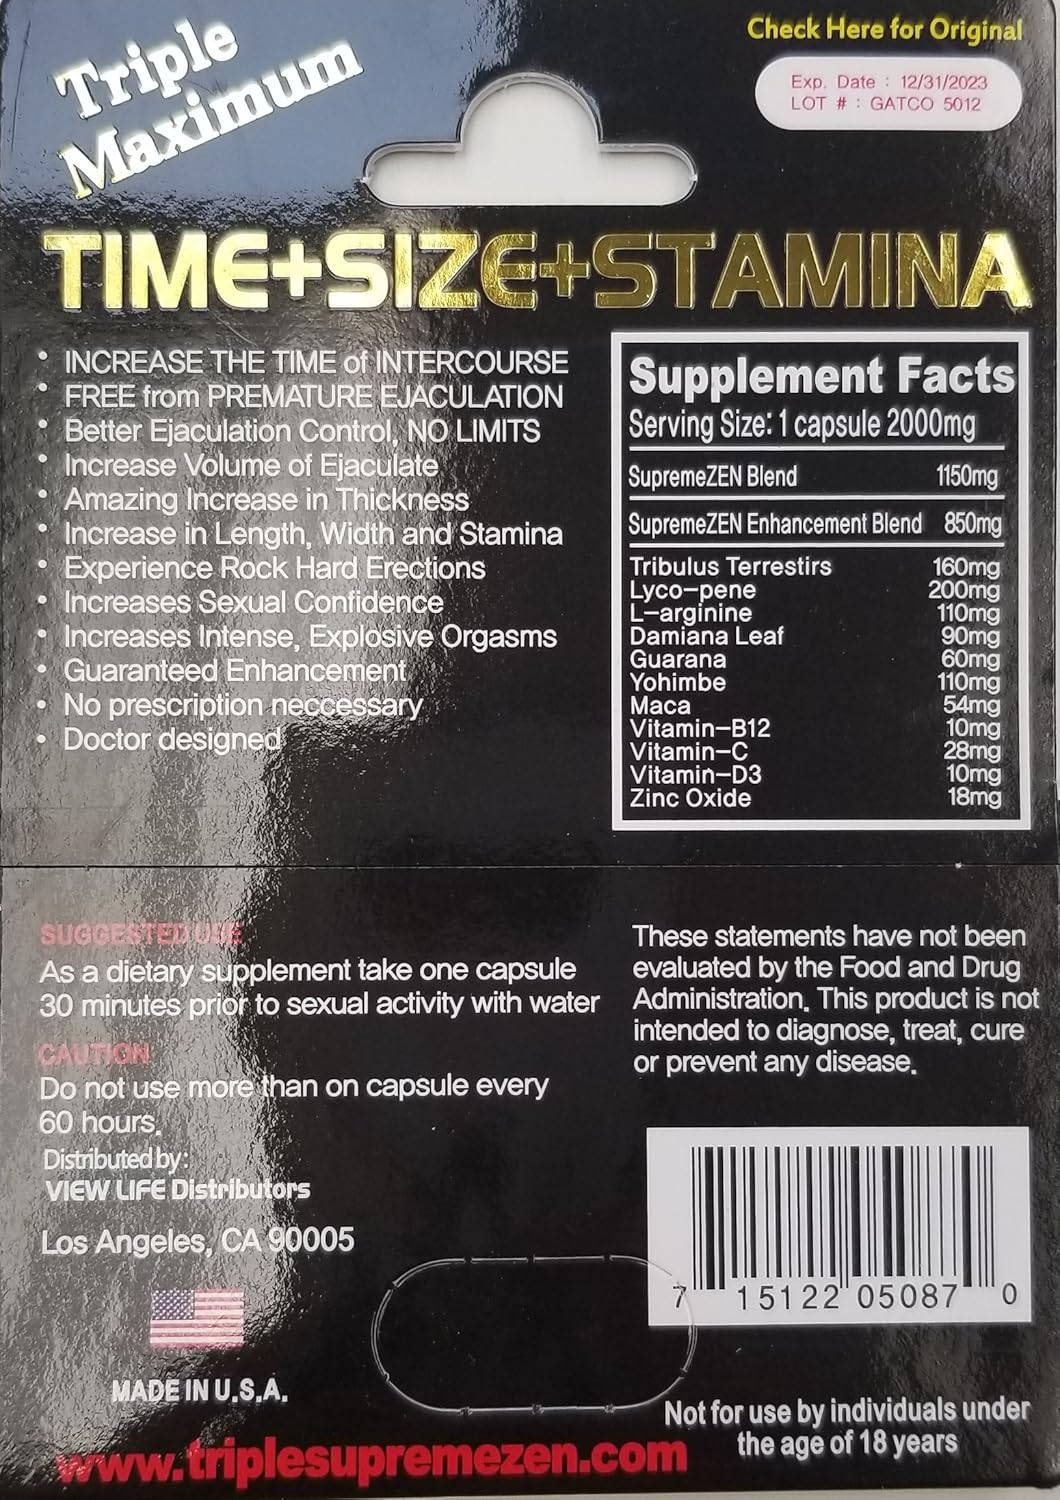 Triple
Maximum
Check Here for Original
Exp. Date : 12/31/2023
LOT # : GATCO 5012
TIME+SIZE+STAMINA
• INCREASE THE TIME of INTERCOURSE
• FREE from PREMATURE EJACULATION
• Better Ejaculation Control, NO LIMITS
• Increase Volume of Ejaculate
• Amazing Increase in Thickness
• Increase in Length, Width and Stamina
• Experience Rock Hard Erections
• Increases Sexual Confidence
• Increases Intense, Explosive Orgasms
• Guaranteed Enhancement
• No prescription neccessary
• Doctor designed
Supplement Facts
Serving Size: 1 capsule 2000mg
SupremeZEN Blend 1150mg
SupremeZEN Enhancement Blend 850mg
Tribulus Terrestirs 160mg
Lyco-pene 200mg
L-arginine 110mg
Damiana Leaf 90mg
Guarana 60mg
Yohimbe 110mg
Maca 54mg
Vitamin-B12 10mg
Vitamin-C 28mg
Vitamin-D3 10mg
Zinc Oxide 18mg
SUGGESTED USE
As a dietary supplement take one capsule
30 minutes prior to sexual activity with water
CAUTION
Do not use more than on capsule every
60 hours.
Distributed by:
VIEW LIFE Distributors
Los Angeles, CA 90005
MADE IN U.S.A.
These statements have not been
evaluated by the Food and Drug
Administration. This product is not
intended to diagnose, treat, cure
or prevent any disease.
7 15122 05087 0
Not for use by individuals under
the age of 18 years
www.triplesupremezen.com